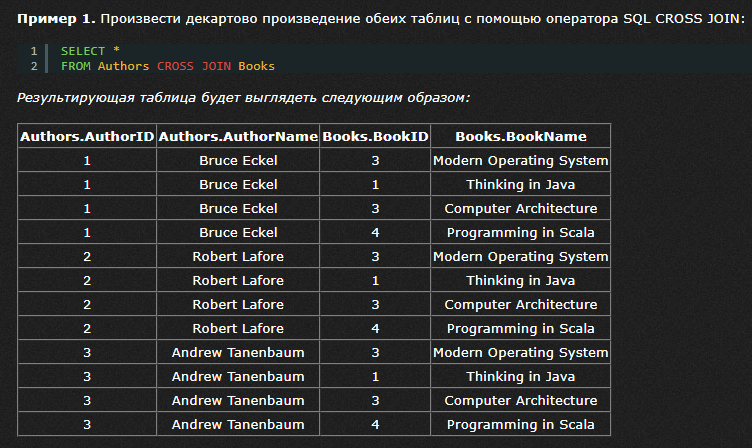 Пример 1. Произвести декартово произведение обеих таблиц с помощью оператора SQL CROSS JOIN:
1 SELECT *
2 FROM Authors CROSS JOIN Books
Результирующая таблица будет выглядеть следующим образом:
Authors.AuthorID Authors.AuthorName Books.BookID Books.BookName
1 Bruce Eckel 3 Modern Operating System
1 Bruce Eckel 1 Thinking in Java
1 Bruce Eckel 3 Computer Architecture
1 Bruce Eckel 4 Programming in Scala
2 Robert Lafore 3 Modern Operating System
2 Robert Lafore 1 Thinking in Java
2 Robert Lafore 3 Computer Architecture
2 Robert Lafore 4 Programming in Scala
3 Andrew Tanenbaum 3 Modern Operating System
3 Andrew Tanenbaum 1 Thinking in Java
3 Andrew Tanenbaum 3 Computer Architecture
3 Andrew Tanenbaum 4 Programming in Scala